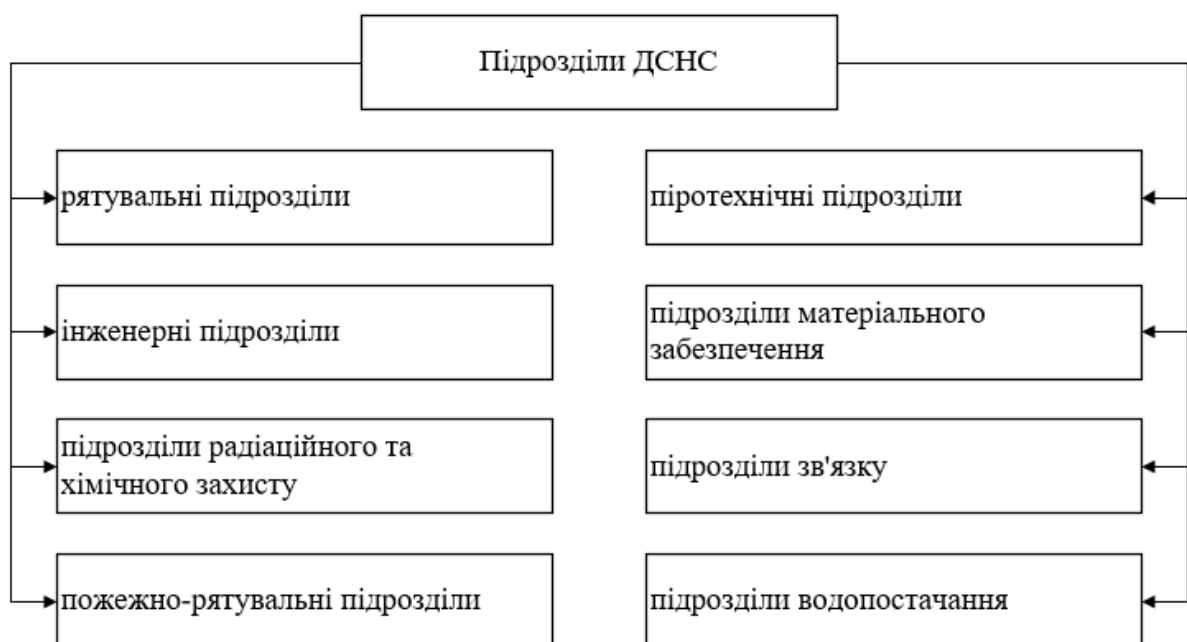 Підрозділи ДСНС
рятувальні підрозділи
піротехнічні підрозділи
інженерні підрозділи
підрозділи матеріального
забезпечення
підрозділи радіаційного та
хімічного захисту
підрозділи зв'язку
пожежно-рятувальні підрозділи
підрозділи водопостачання